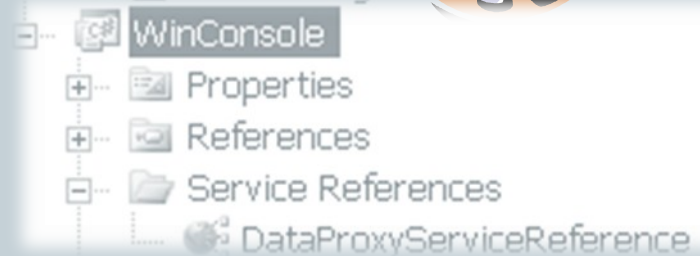 WinConsole
Properties
References
Service References
DataProxyServiceReference